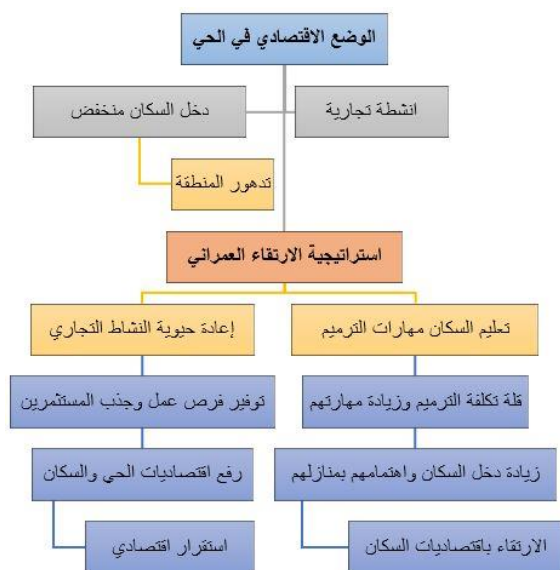 الوضع الاقتصادي في الحي
انشطة تجارية
دخل السكان منخفض
تدهور المنطقة
استراتيجية الارتقاء العمراني
تعليم السكان مهارات الترميم
إعادة حيوية النشاط التجاري
قلة تكلفة الترميم وزيادة مهارتهم
توفير فرص عمل وجذب المستثمرين
زيادة دخل السكان واهتمامهم بمنازلهم
رفع اقتصاديات الحي والسكان
الارتقاء باقتصاديات السكان
استقرار اقتصادي